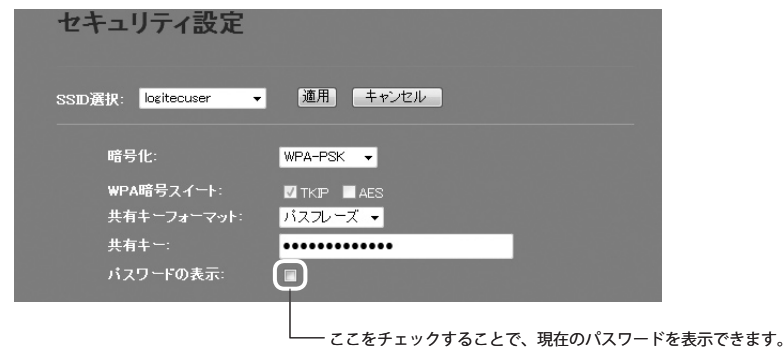 セキュリティ設定
SSID選択: logitecuser 適用 キャンセル
暗号化: WPA-PSK
WPA暗号スイート: TKIP AES
共有キーフォーマット: パスフレーズ
共有キー: ●●●●●●●●●●●●●
パスワードの表示:
ここをチェックすることで、現在のパスワードを表示できます。